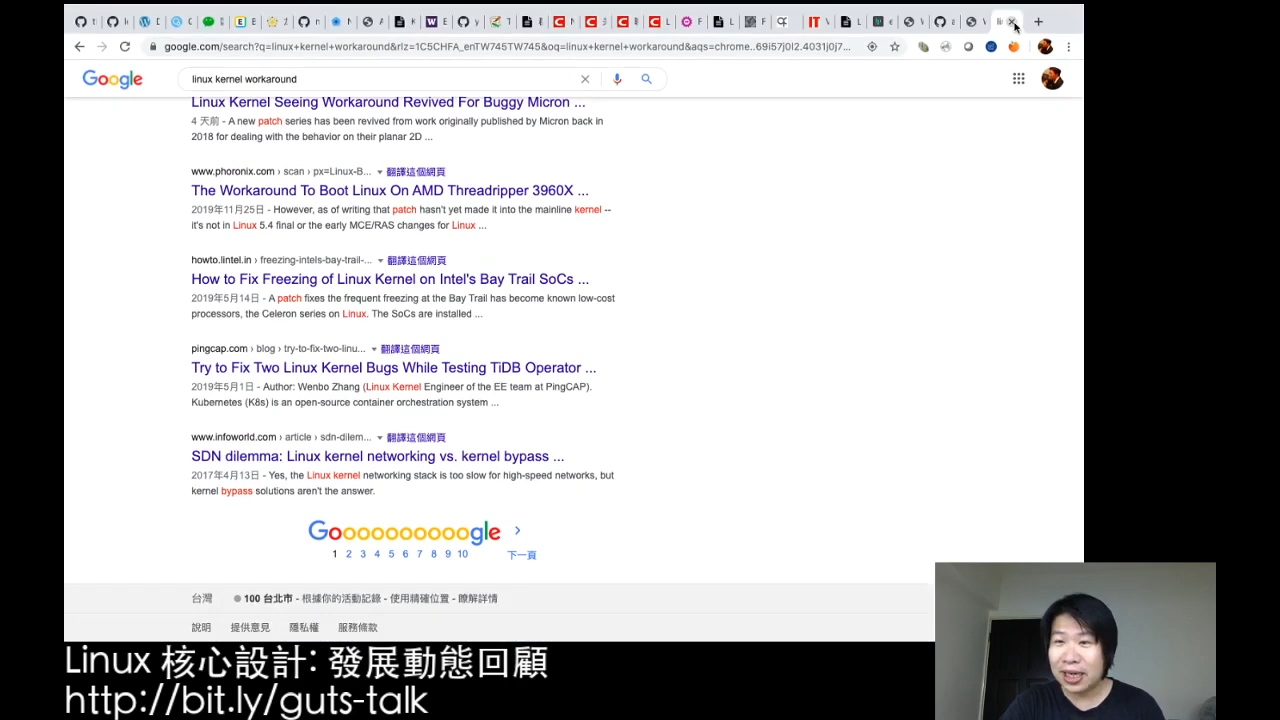 google.com/search?q=linux+kernel+workaround&rlz=1C5CHFA_enTW745TW745&oq=linux+kernel+workaround&aqs=chrome..69i57j0l2.4031j0j7...
Google
linux kernel workaround
Linux Kernel Seeing Workaround Revived For Buggy Micron ...
4 天前 - A new patch series has been revived from work originally published by Micron back in
2018 for dealing with the behavior on their planar 2D ...
www.phoronix.com › scan › px=Linux-B... 翻譯這個網頁
The Workaround To Boot Linux On AMD Threadripper 3960X ...
2019年11月25日 - However, as of writing that patch hasn't yet made it into the mainline kernel --
it's not in Linux 5.4 final or the early MCE/RAS changes for Linux ...
howto.lintel.in › freezing-intels-bay-trail-... 翻譯這個網頁
How to Fix Freezing of Linux Kernel on Intel's Bay Trail SoCs ...
2019年5月14日 - A patch fixes the frequent freezing at the Bay Trail has become known low-cost
processors, the Celeron series on Linux. The SoCs are installed ...
pingcap.com › blog › try-to-fix-two-linu... 翻譯這個網頁
Try to Fix Two Linux Kernel Bugs While Testing TiDB Operator ...
2019年5月1日 - Author: Wenbo Zhang (Linux Kernel Engineer of the EE team at PingCAP).
Kubernetes (K8s) is an open-source container orchestration system ...
www.infoworld.com › article › sdn-dilem... 翻譯這個網頁
SDN dilemma: Linux kernel networking vs. kernel bypass ...
2017年4月13日 - Yes, the Linux kernel networking stack is too slow for high-speed networks, but
kernel bypass solutions aren't the answer.
Goooooooooogle
1 2 3 4 5 6 7 8 9 10 下一頁
台灣 100 台北市 - 根據你的活動記錄 - 使用精確位置 - 瞭解詳情
說明 提供意見 隱私權 服務條款
Linux 核心設計: 發展動態回顧
http://bit.ly/guts-talk